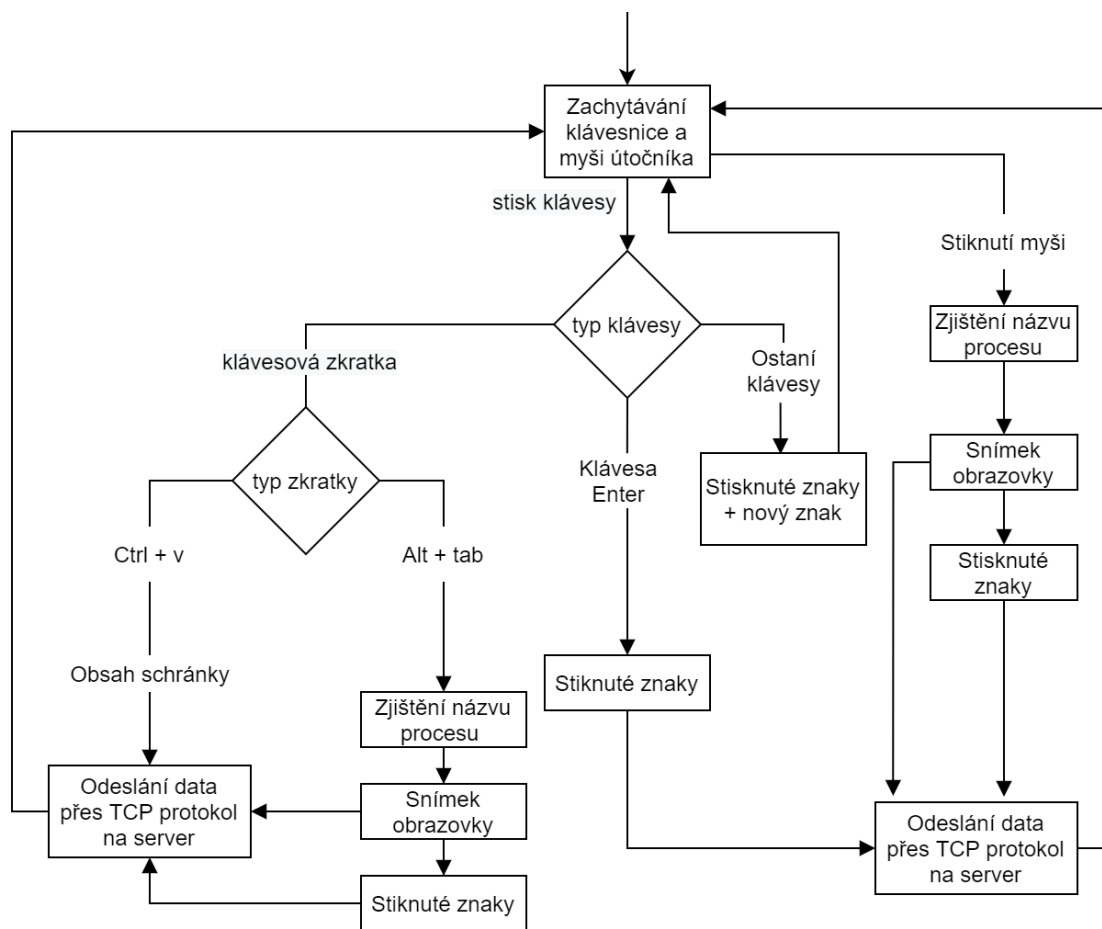 Zachytávání
klávesnice a
myši útočníka
stisk klávesy
Stiknutí myši
typ klávesy
Zjištění názvu
procesu
klávesová zkratka
Ostaní
klávesy
Snímek
obrazovky
Klávesa
Enter
typ zkratky
Stisknuté znaky
+ nový znak
Ctrl + v
Alt + tab
Stisknuté
znaky
Obsah schránky
Stiknuté znaky
Zjištění názvu
procesu
Odeslání data
přes TCP protokol
na server
Snímek
obrazovky
Odeslání data
přes TCP protokol
na server
Stiknuté znaky